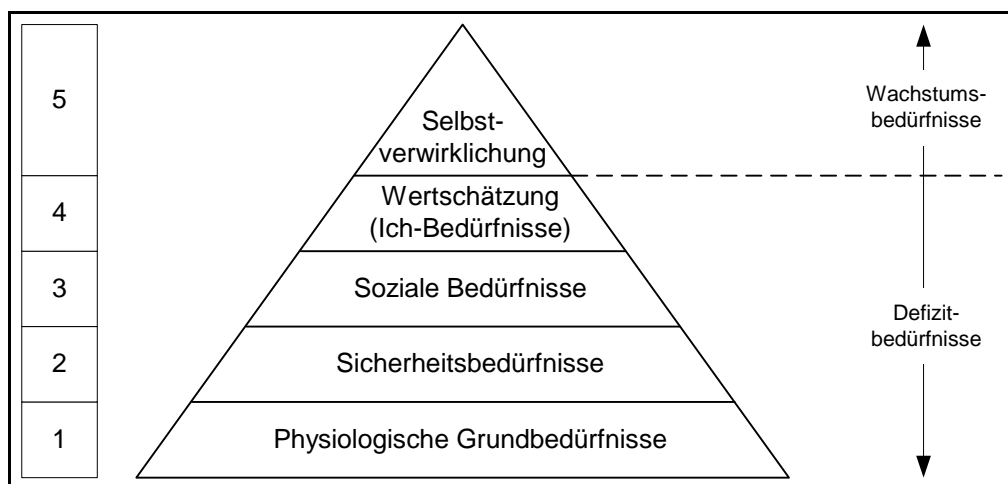 5
Selbst-
verwirklichung
Wachstums-
bedürfnisse
4
Wertschätzung
(Ich-Bedürfnisse)
3
Soziale Bedürfnisse
Defizit-
bedürfnisse
2
Sicherheitsbedürfnisse
1
Physiologische Grundbedürfnisse